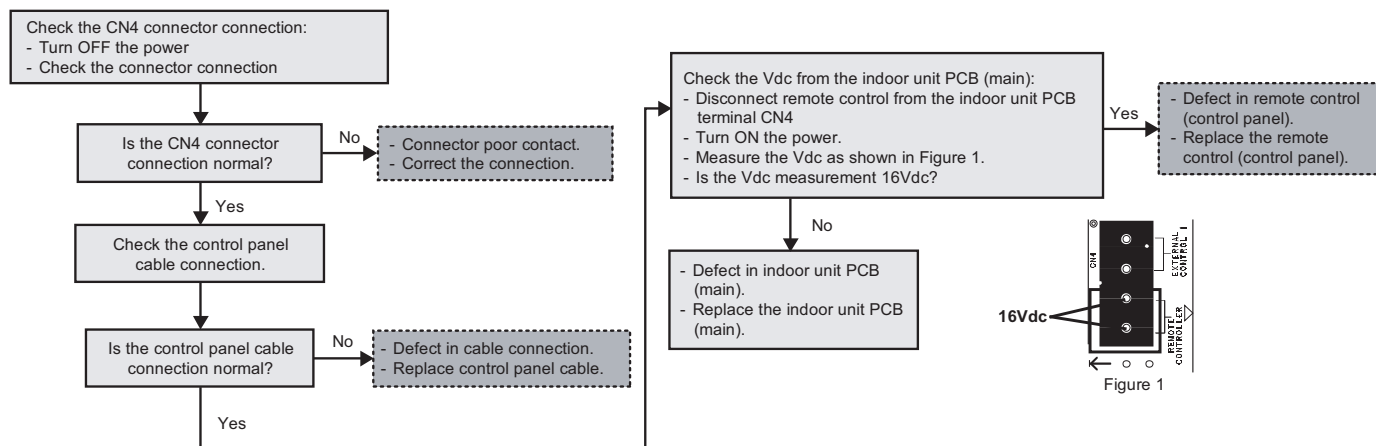 Check the CN4 connector connection:
- Turn OFF the power
- Check the connector connection
Is the CN4 connector
connection normal?
No
- Connector poor contact.
- Correct the connection.
Yes
Check the control panel
cable connection.
Is the control panel cable
connection normal?
No
- Defect in cable connection.
- Replace control panel cable.
Yes
Check the Vdc from the indoor unit PCB (main):
- Disconnect remote control from the indoor unit PCB
terminal CN4
- Turn ON the power.
- Measure the Vdc as shown in Figure 1.
- Is the Vdc measurement 16Vdc?
Yes
- Defect in remote control
(control panel).
- Replace the remote
control (control panel).
No
- Defect in indoor unit PCB
(main).
- Replace the indoor unit PCB
(main).
CN4
EXTERNAL
CONTROL I
16Vdc
REMOTE
CONTROLLER
Figure 1